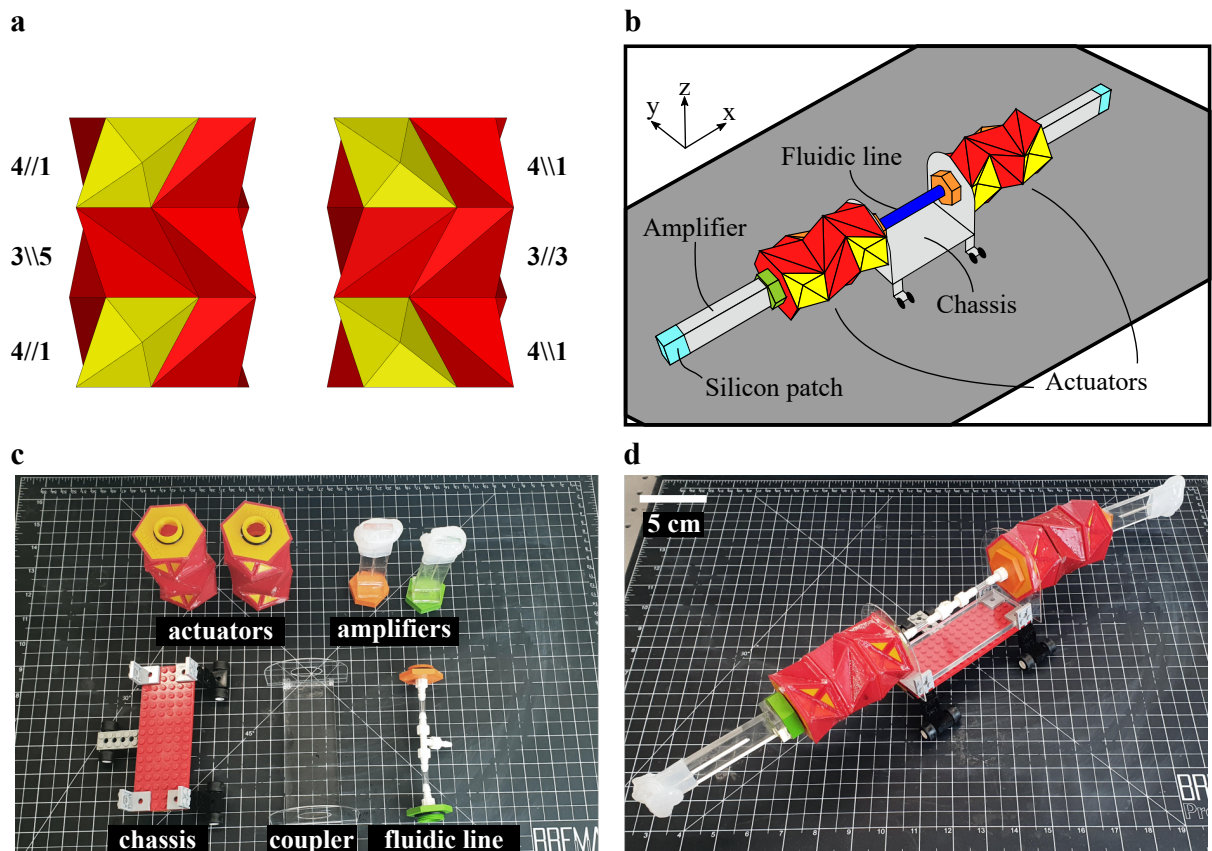 a
4//1
3\\5
4//1
4\\1
3//3
4\\1
b
z
y
x
Fluidic line
Amplifier
Chassis
Silicon patch
Actuators
c
actuators
amplifiers
chassis
coupler
fluidic line
d
5 cm